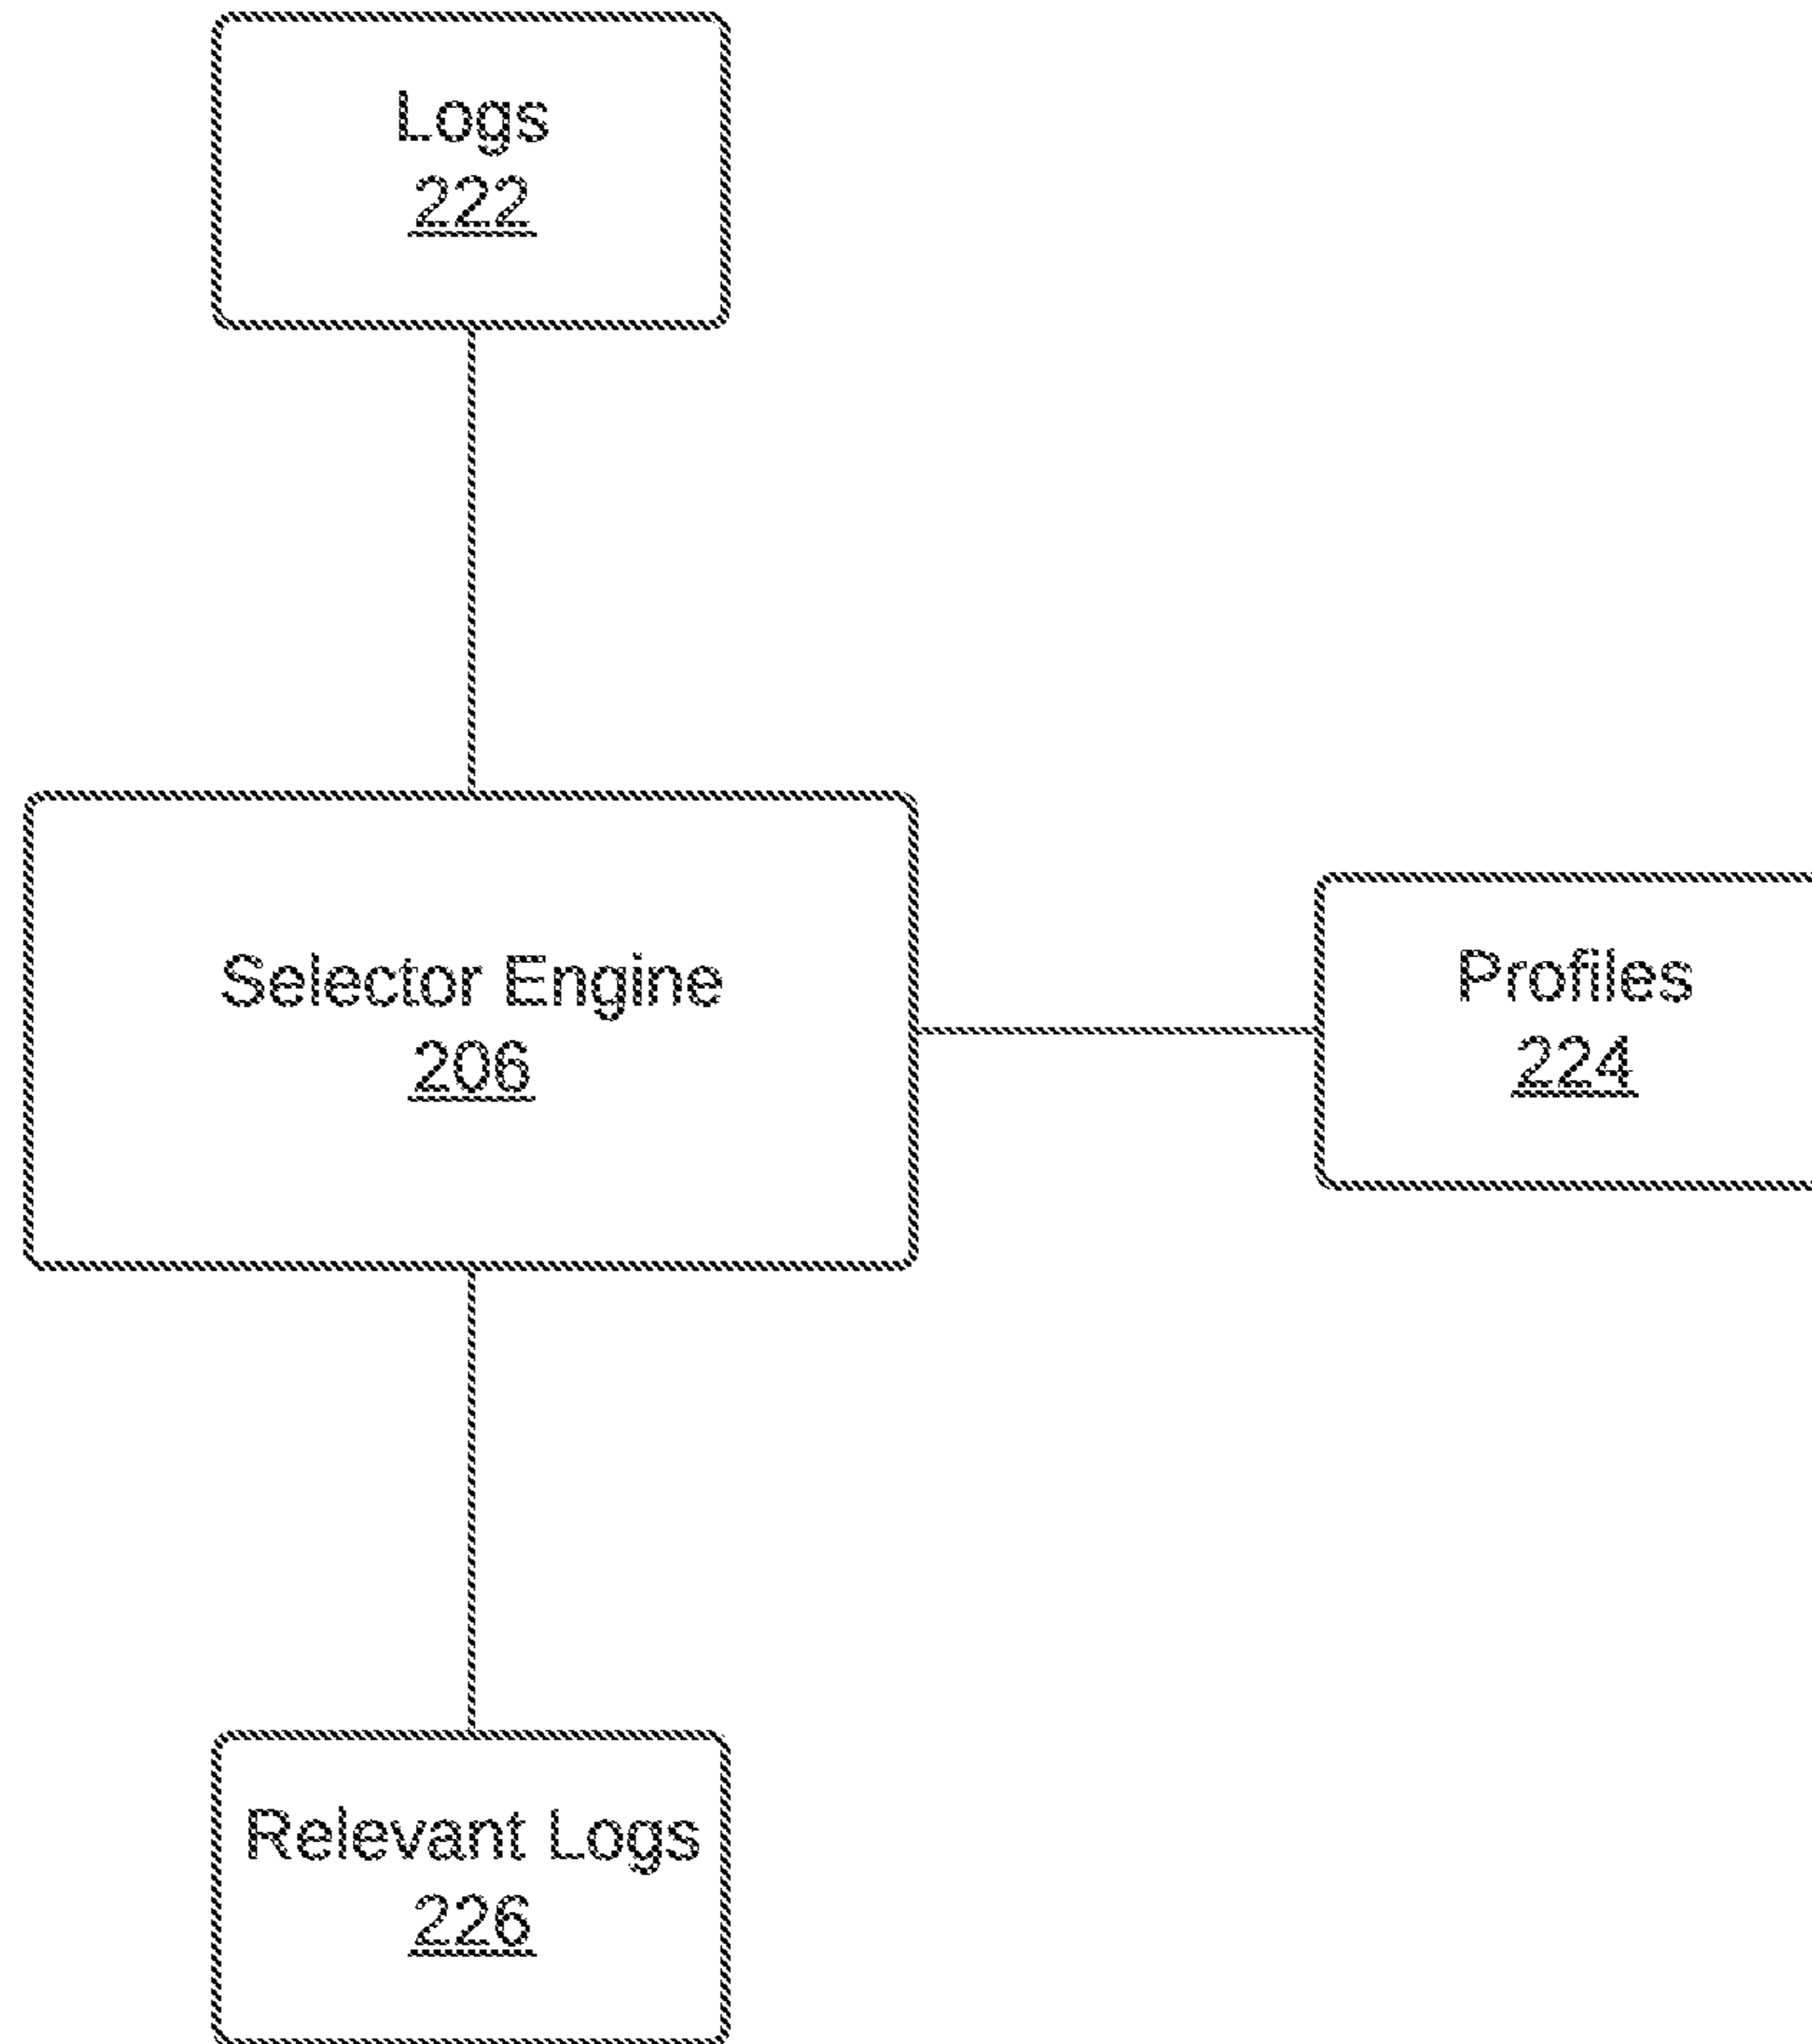 Logs
222
Selector Engine
206
Profiles
224
Relevant Logs
226